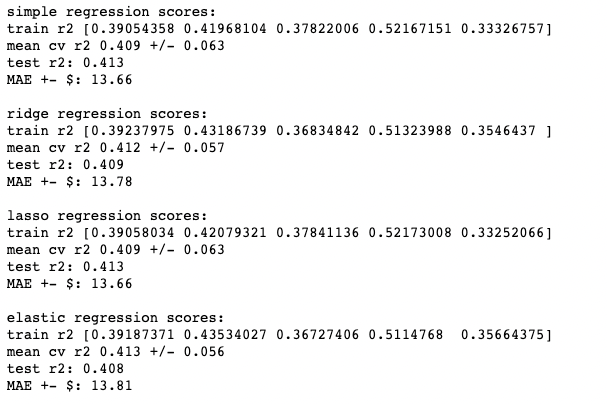 simple regression scores:
train r2 [0.39054358 0.41968104 0.37822006 0.52167151 0.33326757]
mean cv r2 0.409 +/- 0.063
test r2: 0.413
MAE +- $: 13.66
ridge regression scores:
train r2 [0.39237975 0.43186739 0.36834842 0.51323988 0.3546437 ]
mean cv r2 0.412 +/- 0.057
test r2: 0.409
MAE +- $: 13.78
lasso regression scores:
train r2 [0.39058034 0.42079321 0.37841136 0.52173008 0.33252066]
mean cv r2 0.409 +/- 0.063
test r2: 0.413
MAE +- $: 13.66
elastic regression scores:
train r2 [0.39187371 0.43534027 0.36727406 0.5114768  0.35664375]
mean cv r2 0.413 +/- 0.056
test r2: 0.408
MAE +- $: 13.81